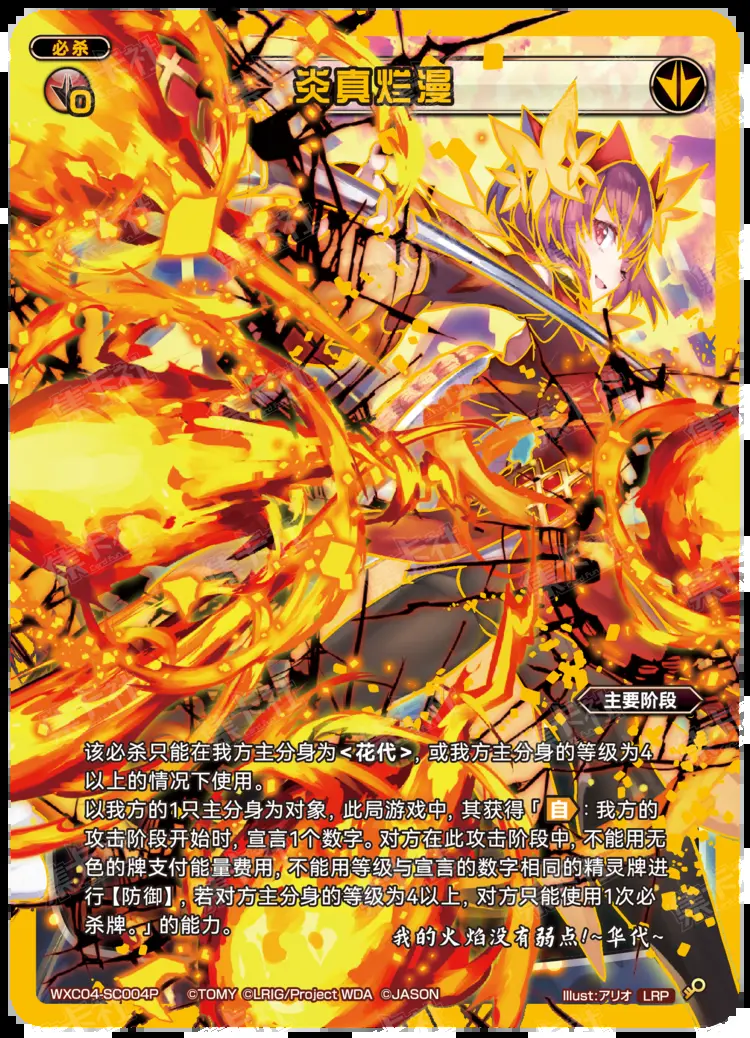 必杀
0
炎真烂漫
主要阶段
该必杀只能在我方主分身为<花代>，或我方主分身的等级为4
以上的情况下使用。
以我方的1只主分身为对象，此局游戏中，其获得「自：我方的
攻击阶段开始时，宣言1个数字。对方在此攻击阶段中，不能用无
色的牌支付能量费用，不能用等级与宣言的数字相同的精灵牌进
行【防御】，若对方主分身的等级为4以上，对方只能使用1次必
杀牌。」的能力。
我的火焰没有弱点!~华代~
WXC04-SC004P ©TOMY ©LRIG/Project WDA ©JASON Illust:アリオ LRP
集卡社